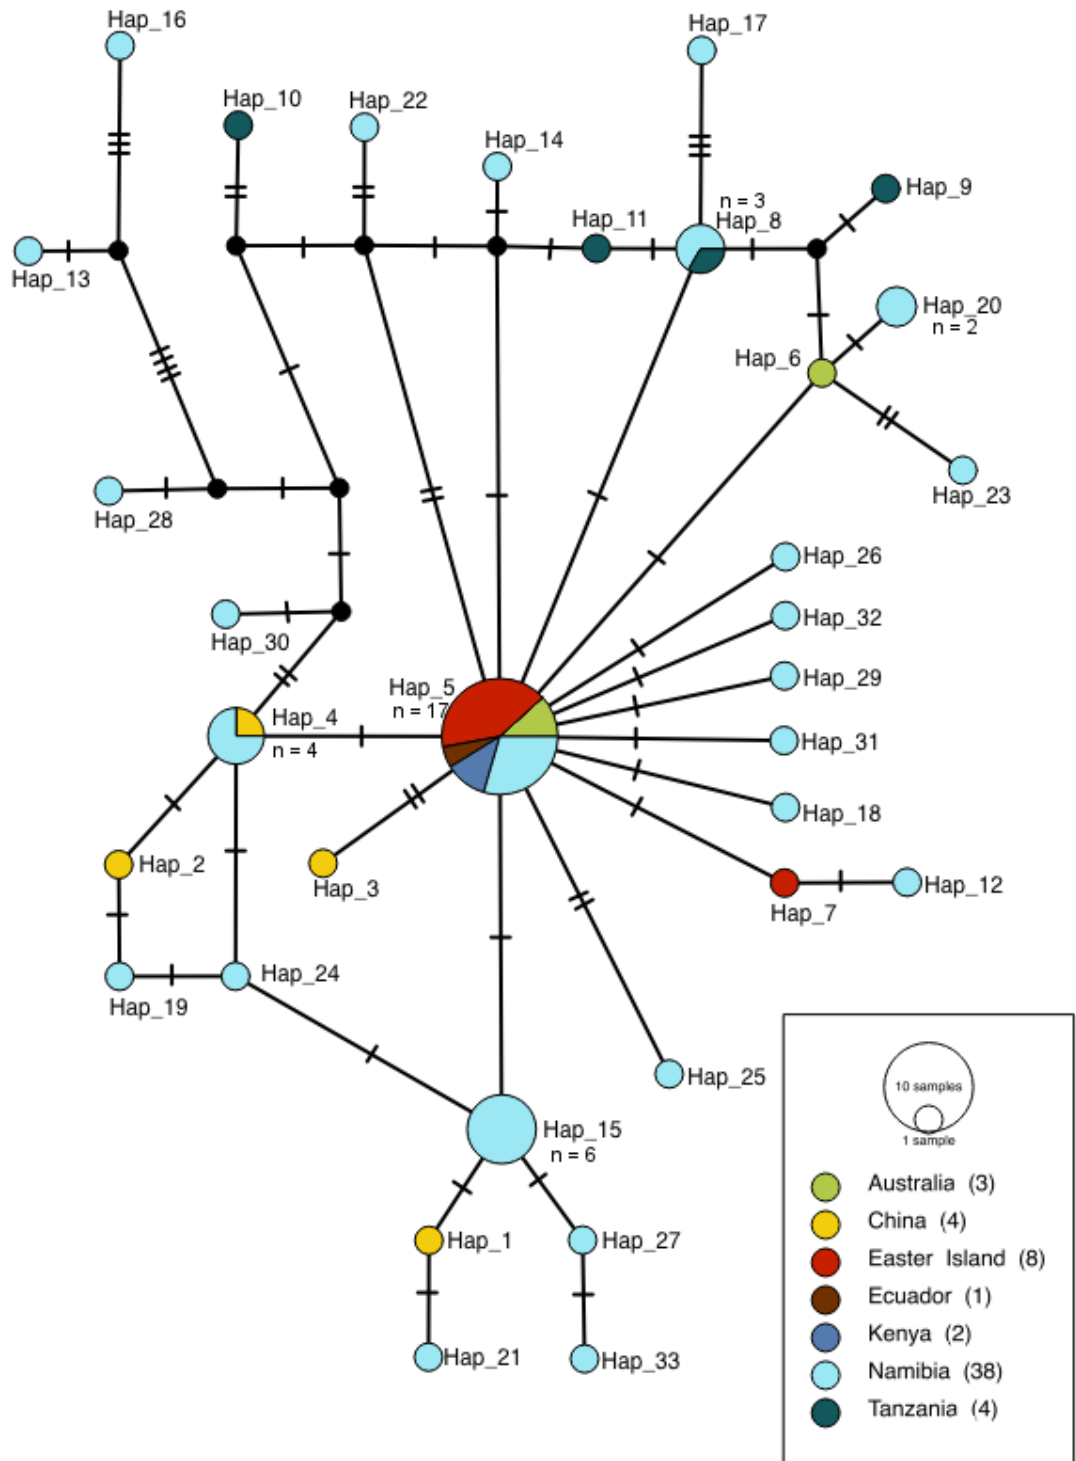 Hap_16
Hap_17
Hap_10
Hap_22
Hap_14
Hap_9
n = 3
Hap_11
Hap_8
Hap_13
Hap_20
n = 2
Hap_6
Hap_23
Hap_28
Hap_26
Hap_32
Hap_30
Hap_29
Hap_5
n = 17
Hap_4
n = 4
Hap_31
Hap_18
Hap_2
Hap_3
Hap_12
Hap_7
Hap_24
Hap_19
Hap_25
Hap_15
n = 6
Hap_1
Hap_27
Hap_21
Hap_33
10 samples
1 sample
Australia (3)
China (4)
Easter Island (8)
Ecuador (1)
Kenya (2)
Namibia (38)
Tanzania (4)